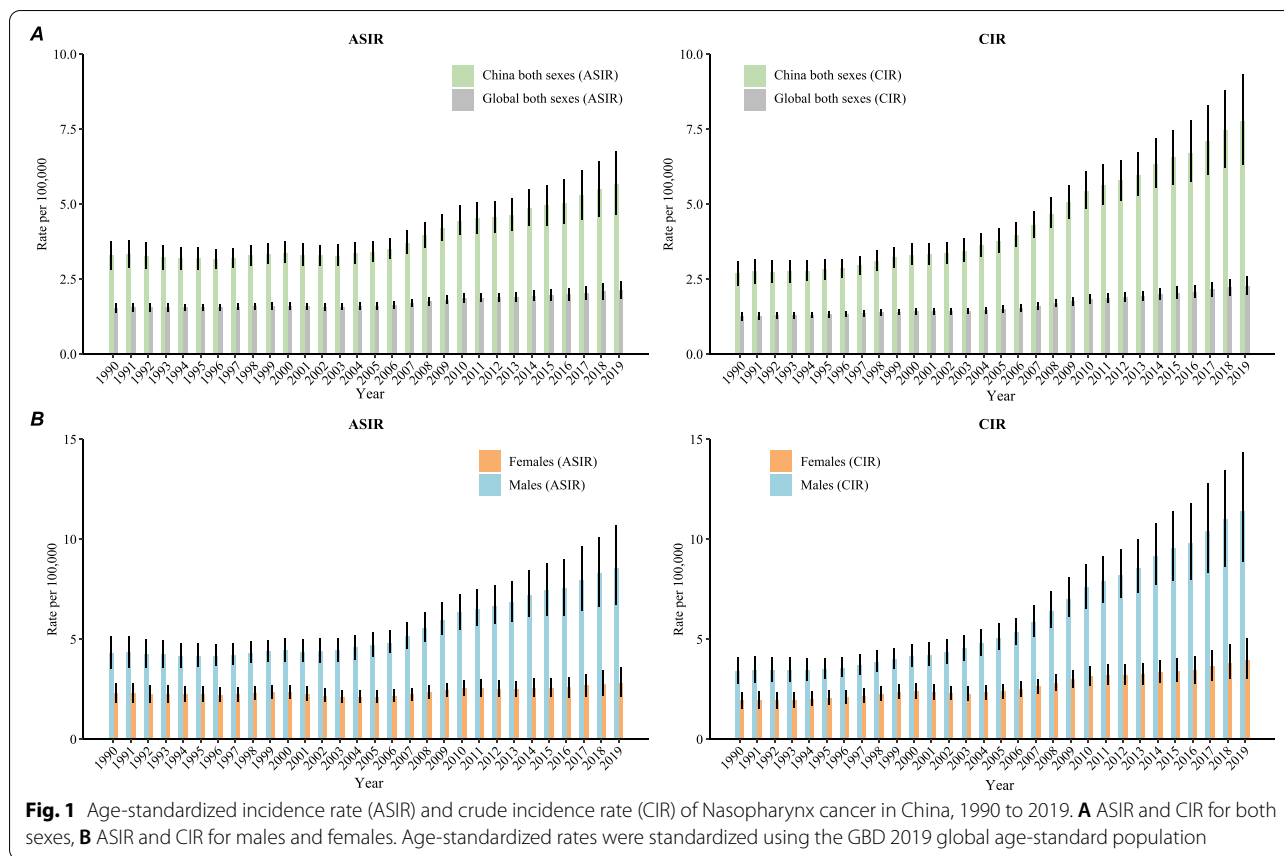 A
ASIR
CIR
10.0
7.5
5.0
2.5
0.0
Rate per 100,000
China both sexes (ASIR)
Global both sexes (ASIR)
1990 1991 1992 1993 1994 1995 1996 1997 1998 1999 2000 2001 2002 2003 2004 2005 2006 2007 2008 2009 2010 2011 2012 2013 2014 2015 2016 2017 2018 2019
Year
10.0
7.5
5.0
2.5
0.0
Rate per 100,000
China both sexes (CIR)
Global both sexes (CIR)
1990 1991 1992 1993 1994 1995 1996 1997 1998 1999 2000 2001 2002 2003 2004 2005 2006 2007 2008 2009 2010 2011 2012 2013 2014 2015 2016 2017 2018 2019
Year
B
ASIR
CIR
15
10
5
0
Rate per 100,000
Females (ASIR)
Males (ASIR)
1990 1991 1992 1993 1994 1995 1996 1997 1998 1999 2000 2001 2002 2003 2004 2005 2006 2007 2008 2009 2010 2011 2012 2013 2014 2015 2016 2017 2018 2019
Year
15
10
5
0
Rate per 100,000
Females (CIR)
Males (CIR)
1990 1991 1992 1993 1994 1995 1996 1997 1998 1999 2000 2001 2002 2003 2004 2005 2006 2007 2008 2009 2010 2011 2012 2013 2014 2015 2016 2017 2018 2019
Year
Fig. 1 Age-standardized incidence rate (ASIR) and crude incidence rate (CIR) of Nasopharynx cancer in China, 1990 to 2019. A ASIR and CIR for both
sexes, B ASIR and CIR for males and females. Age-standardized rates were standardized using the GBD 2019 global age-standard population